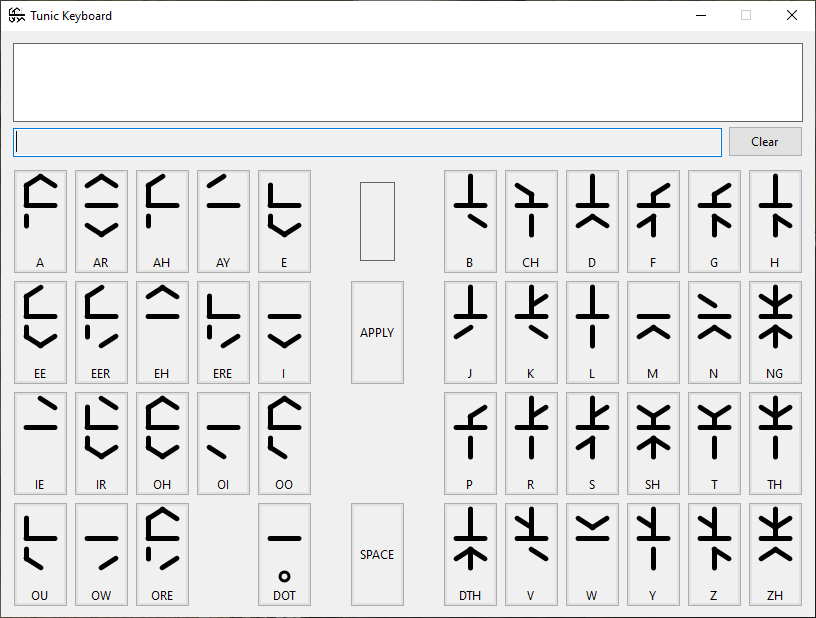 Tunic Keyboard
Clear
A AR AH AY E B CH D F G H
APPLY
EE EER EH ERE I J K L M N NG
IE IR OH OI OO P R S SH T TH
OU OW ORE DOT SPACE DTH V W Y Z ZH